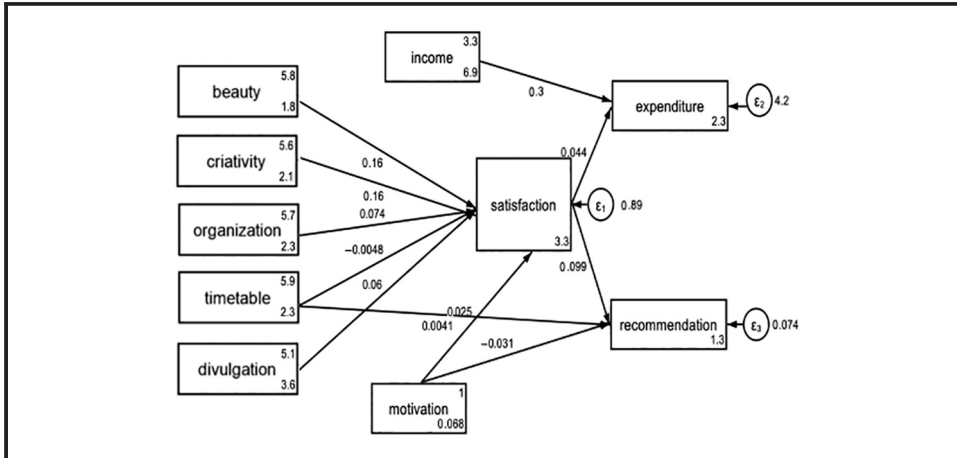 3.3
income
6.9
0.3
expenditure
2.3
ε2
4.2
5.8
beauty
1.8
5.6
criativity
2.1
5.7
organization
2.3
5.9
timetable
2.3
5.1
divulgation
3.6
0.16
0.16
0.074
−0.0048
0.06
0.044
satisfaction
3.3
ε1
0.89
0.099
0.025
0.0041
−0.031
recommendation
1.3
ε3
0.074
1
motivation
0.068